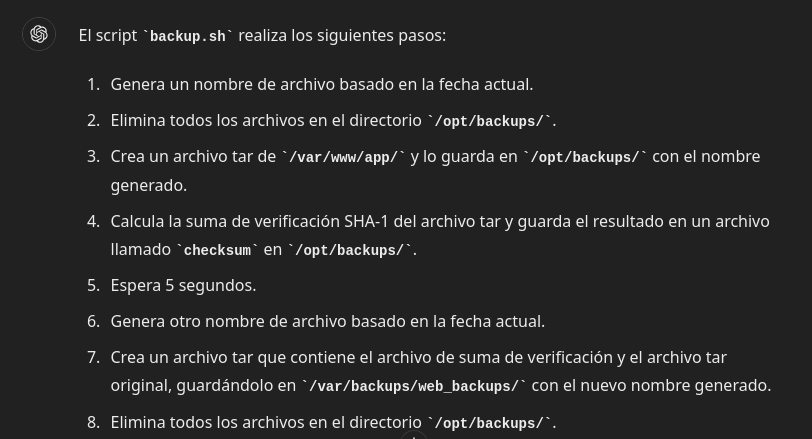 El script `backup.sh` realiza los siguientes pasos:
1. Genera un nombre de archivo basado en la fecha actual.
2. Elimina todos los archivos en el directorio `/opt/backups/`.
3. Crea un archivo tar de `/var/www/app/` y lo guarda en `/opt/backups/` con el nombre
generado.
4. Calcula la suma de verificación SHA-1 del archivo tar y guarda el resultado en un archivo
llamado `checksum` en `/opt/backups/`.
5. Espera 5 segundos.
6. Genera otro nombre de archivo basado en la fecha actual.
7. Crea un archivo tar que contiene el archivo de suma de verificación y el archivo tar
original, guardándolo en `/var/backups/web_backups/` con el nuevo nombre generado.
8. Elimina todos los archivos en el directorio `/opt/backups/`.